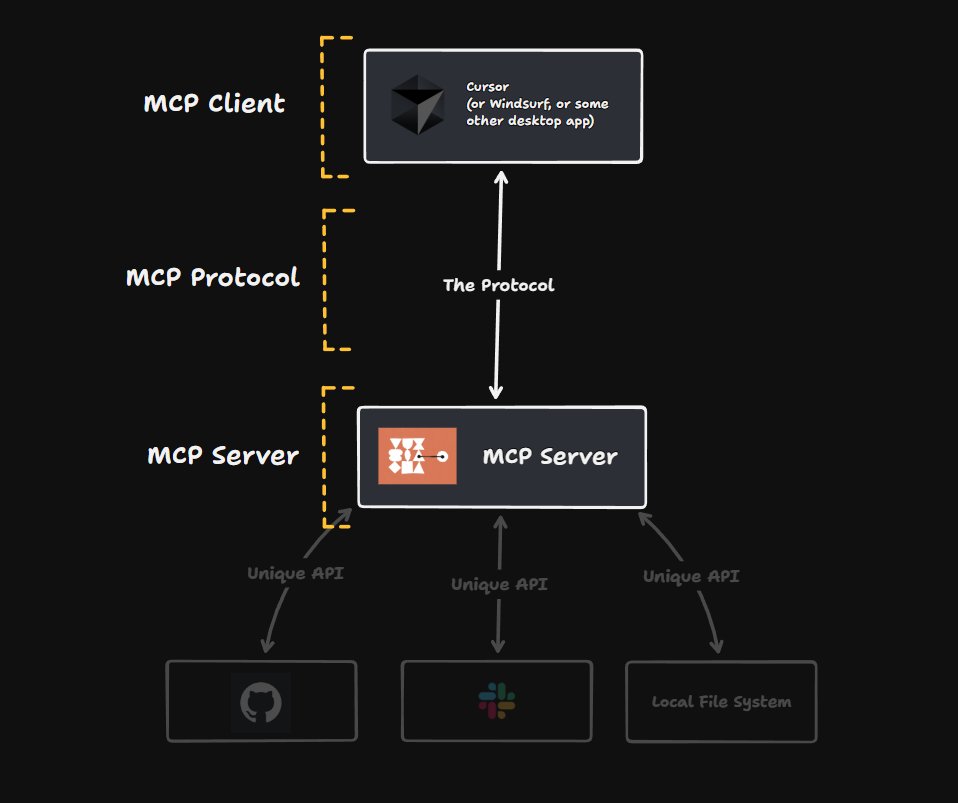 MCP Client
Cursor
(or Windsurf, or some
other desktop app)
MCP Protocol
The Protocol
MCP Server
MCP Server
Unique API
Unique API
Unique API
Local File System